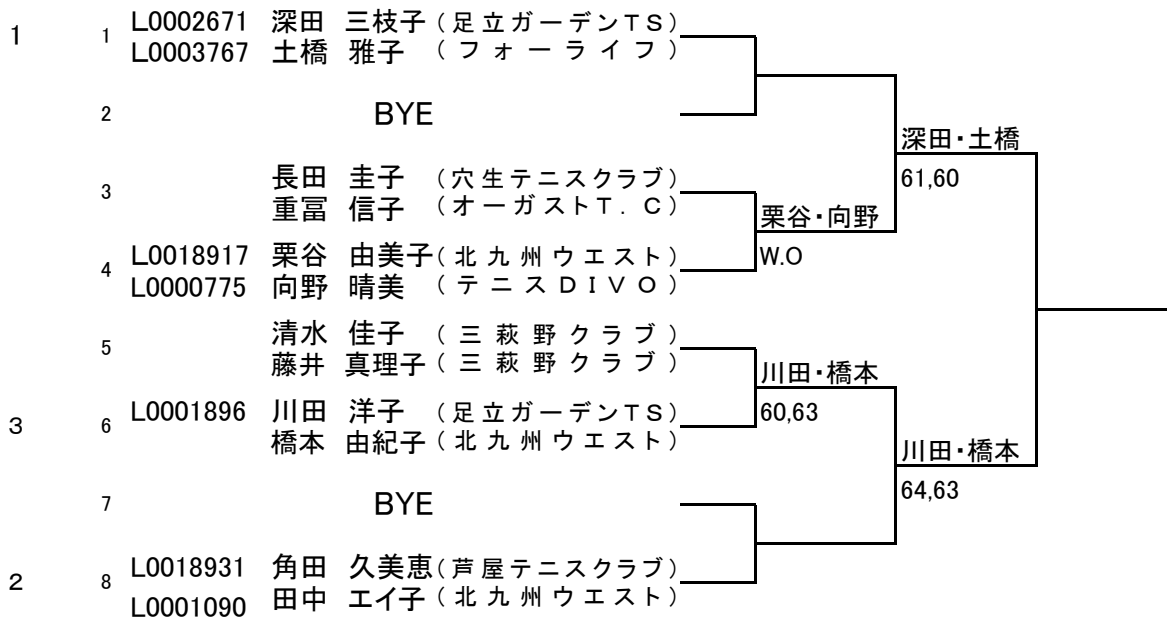 1 1 L0002671 深田 三枝子 (足立ガーデンTS)
L0003767 土橋 雅子 (フォーライフ)
2 BYE
深田・土橋
61,60
3 長田 圭子 (穴生テニスクラブ)
重冨 信子 (オーガストT.C)
栗谷・向野
W.O
4 L0018917 栗谷 由美子 (北九州ウエスト)
L0000775 向野 晴美 (テニスDIVO)
5 清水 佳子 (三萩野クラブ)
藤井 真理子 (三萩野クラブ)
川田・橋本
60,63
3 6 L0001896 川田 洋子 (足立ガーデンTS)
橋本 由紀子 (北九州ウエスト)
川田・橋本
64,63
7 BYE
2 8 L0018931 角田 久美恵 (芦屋テニスクラブ)
L0001090 田中 エイ子 (北九州ウエスト)